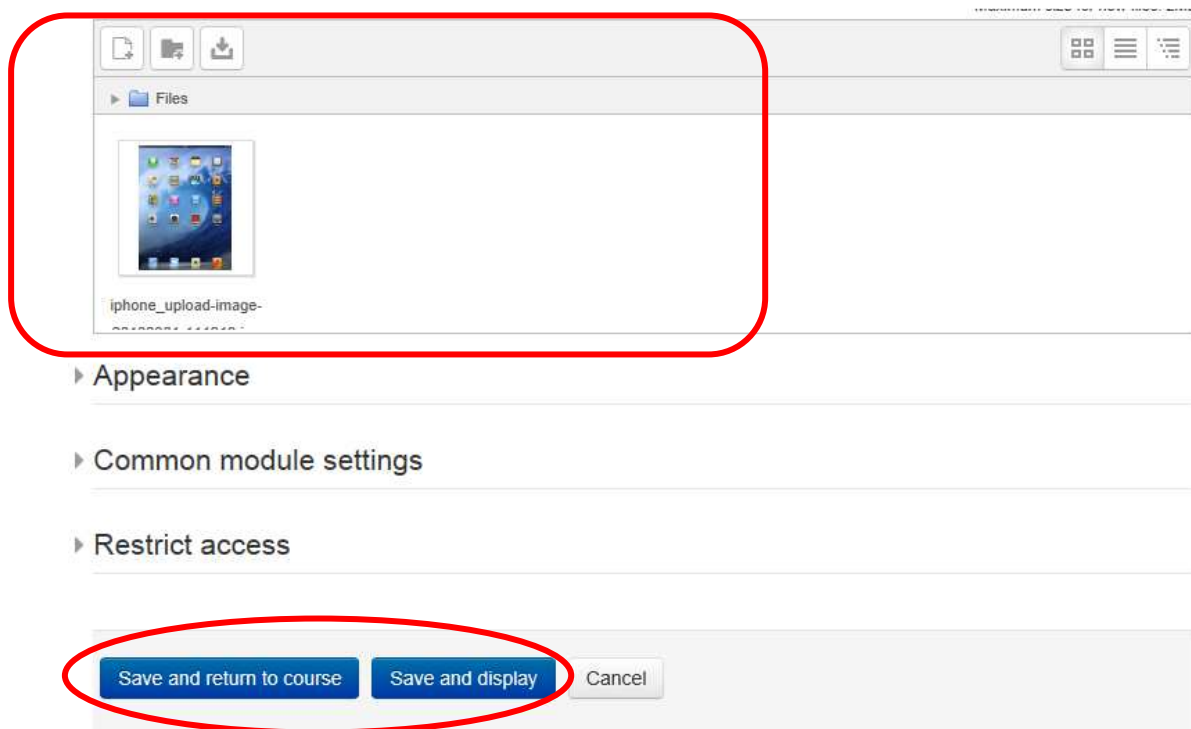 Files
iphone_upload-image-
Appearance
Common module settings
Restrict access
Save and return to course Save and display Cancel